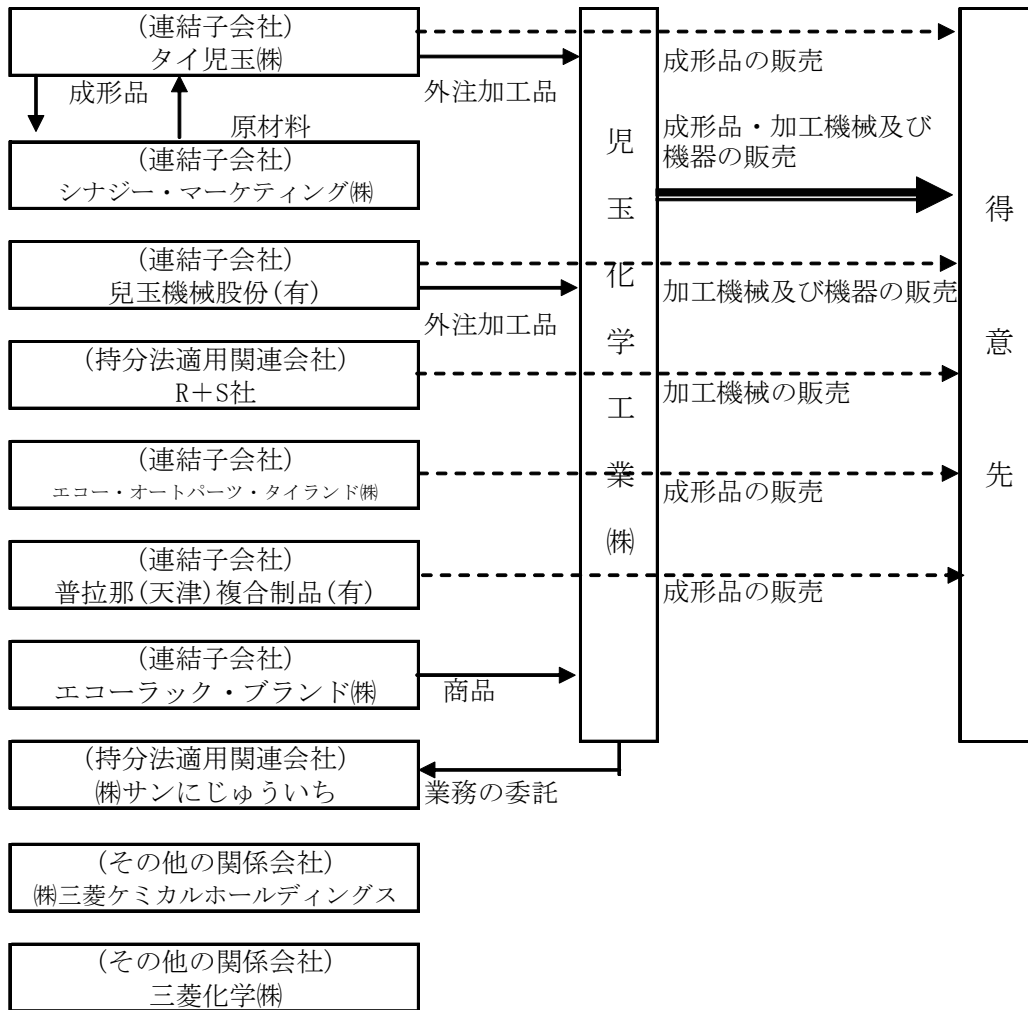 (連結子会社)
タイ児玉㈱
成形品
原材料
外注加工品
(連結子会社)
シナジー・マーケティング㈱
(連結子会社)
兒玉機械股份(有)
外注加工品
(持分法適用関連会社)
R+S社
(連結子会社)
エコー・オートパーツ・タイランド㈱
(連結子会社)
普拉那(天津)複合制品(有)
(連結子会社)
エコーラック・ブランド㈱
商品
(持分法適用関連会社)
㈱サンにじゅういち
業務の委託
(その他の関係会社)
㈱三菱ケミカルホールディングス
(その他の関係会社)
三菱化学㈱
児玉化学工業㈱
成形品の販売
成形品・加工機械及び
機器の販売
加工機械及び機器の販売
加工機械の販売
成形品の販売
成形品の販売
得意先